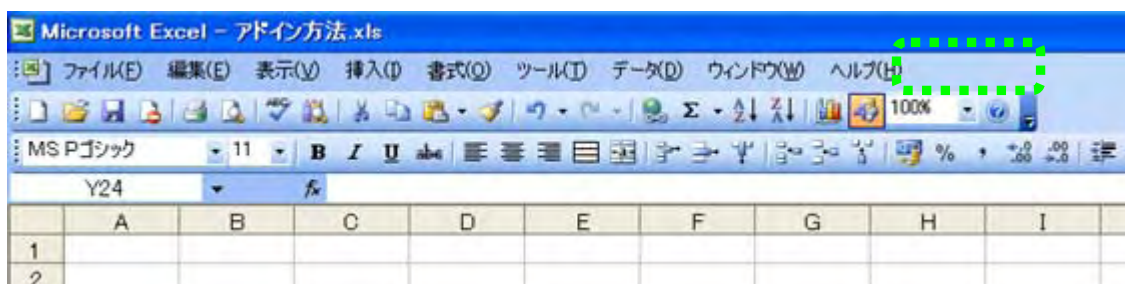 Microsoft Excel - アドイン方法.xls
ファイル(F) 編集(E) 表示(V) 挿入(I) 書式(O) ツール(T) データ(D) ウィンドウ(W) ヘルプ(H)
100%
MS Pゴシック 11 B I U abc %
Y24 fx
A B C D E F G H I
1
2